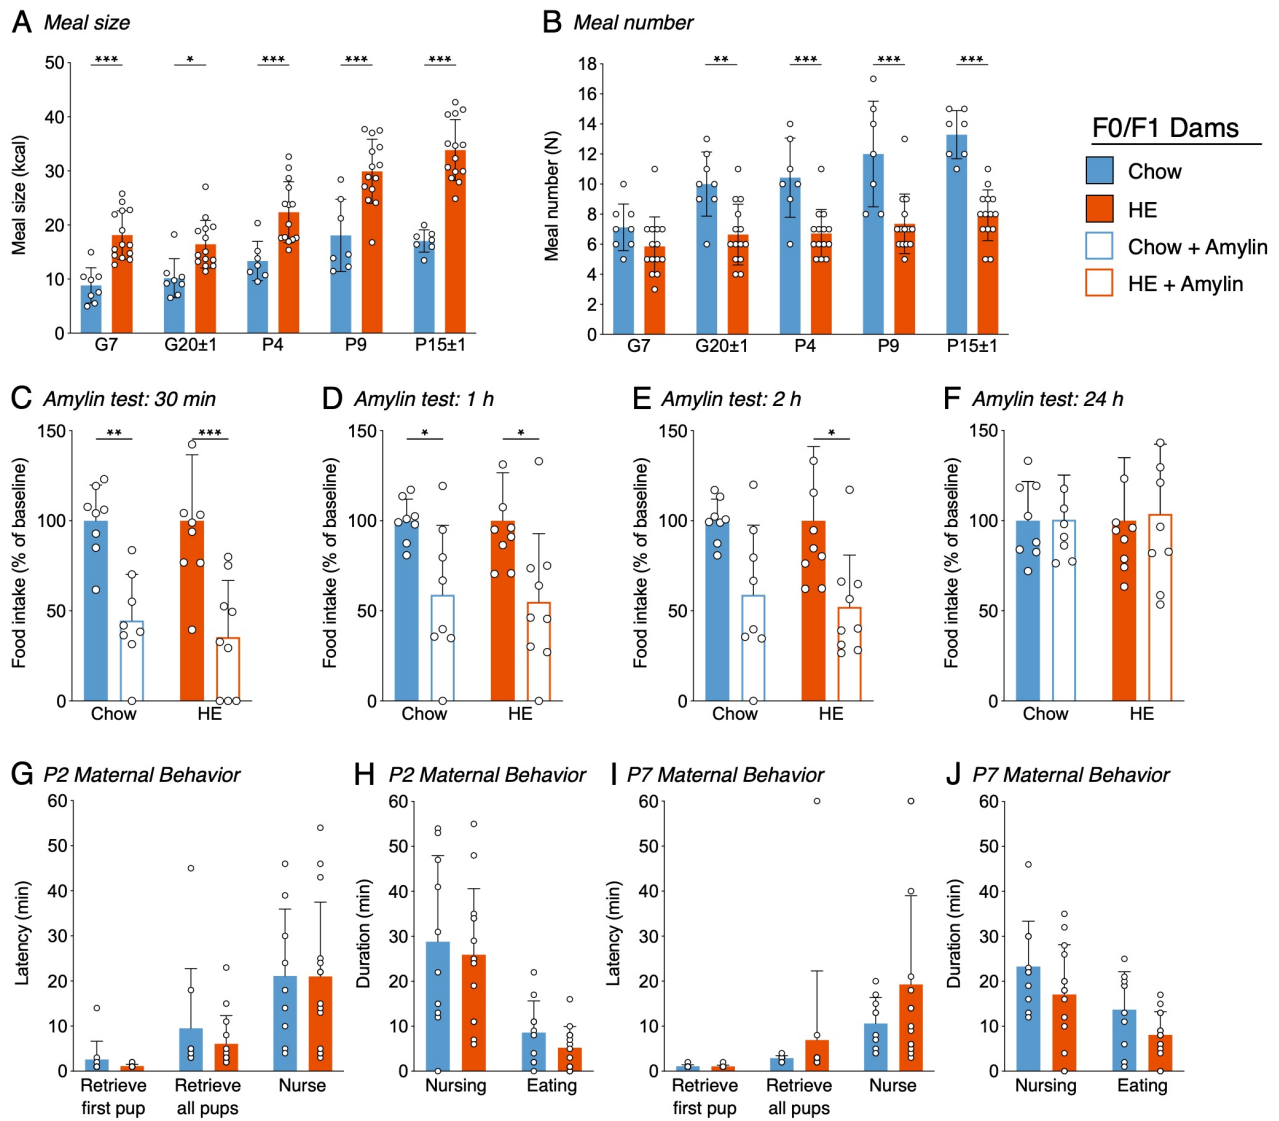 A Meal size
B Meal number
Meal size (kcal)
50
40
30
20
10
0
*** * *** *** ***
G7 G20±1 P4 P9 P15±1
Meal number (N)
18
16
14
12
10
8
6
4
2
0
** *** *** ***
G7 G20±1 P4 P9 P15±1
F0/F1 Dams
Chow
HE
Chow + Amylin
HE + Amylin
C Amylin test: 30 min
Food intake (% of baseline)
150
100
50
0
** ***
Chow HE
D Amylin test: 1 h
Food intake (% of baseline)
150
100
50
0
* *
Chow HE
E Amylin test: 2 h
Food intake (% of baseline)
150
100
50
0
*
Chow HE
F Amylin test: 24 h
Food intake (% of baseline)
150
100
50
0
Chow HE
G P2 Maternal Behavior
Latency (min)
60
50
40
30
20
10
0
Retrieve first pup
Retrieve all pups
Nurse
H P2 Maternal Behavior
Duration (min)
60
50
40
30
20
10
0
Nursing Eating
I P7 Maternal Behavior
Latency (min)
60
50
40
30
20
10
0
Retrieve first pup
Retrieve all pups
Nurse
J P7 Maternal Behavior
Duration (min)
60
50
40
30
20
10
0
Nursing Eating